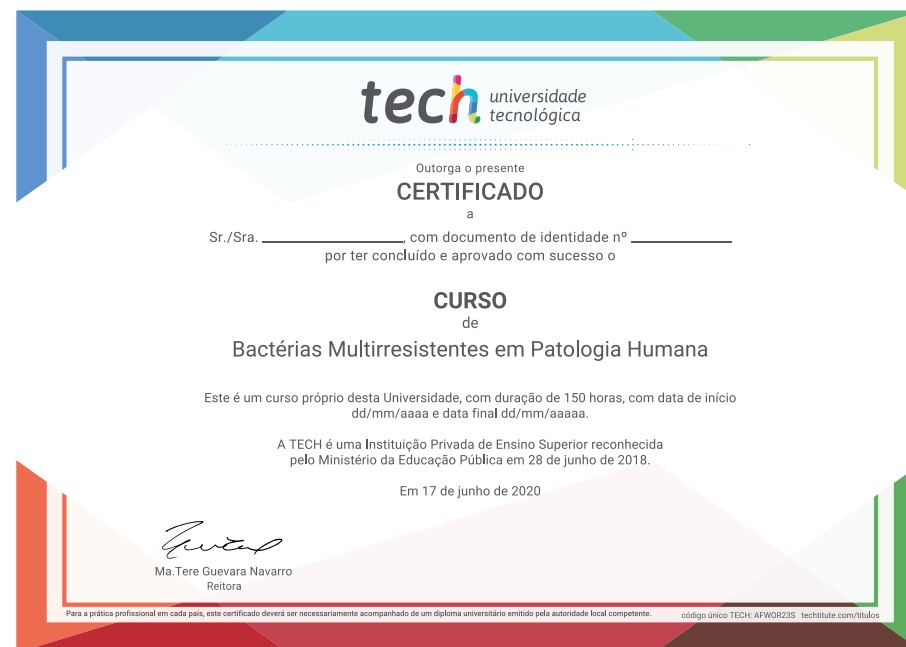 tech universidade
tecnológica
Outorga o presente
CERTIFICADO
a
Sr./Sra. ____________________, com documento de identidade nº ______________
por ter concluído e aprovado com sucesso o
CURSO
de
Bactérias Multirresistentes em Patologia Humana
Este é um curso próprio desta Universidade, com duração de 150 horas, com data de início
dd/mm/aaaa e data final dd/mm/aaaaa.
A TECH é uma Instituição Privada de Ensino Superior reconhecida
pelo Ministério da Educação Pública em 28 de junho de 2018.
Em 17 de junho de 2020
Ma.Tere Guevara Navarro
Reitora
Para a prática profissional em cada país, este certificado deverá ser necessariamente acompanhado de um diploma universitário emitido pela autoridade local competente. código único TECH: AFWOR23S techtitute.com/títulos